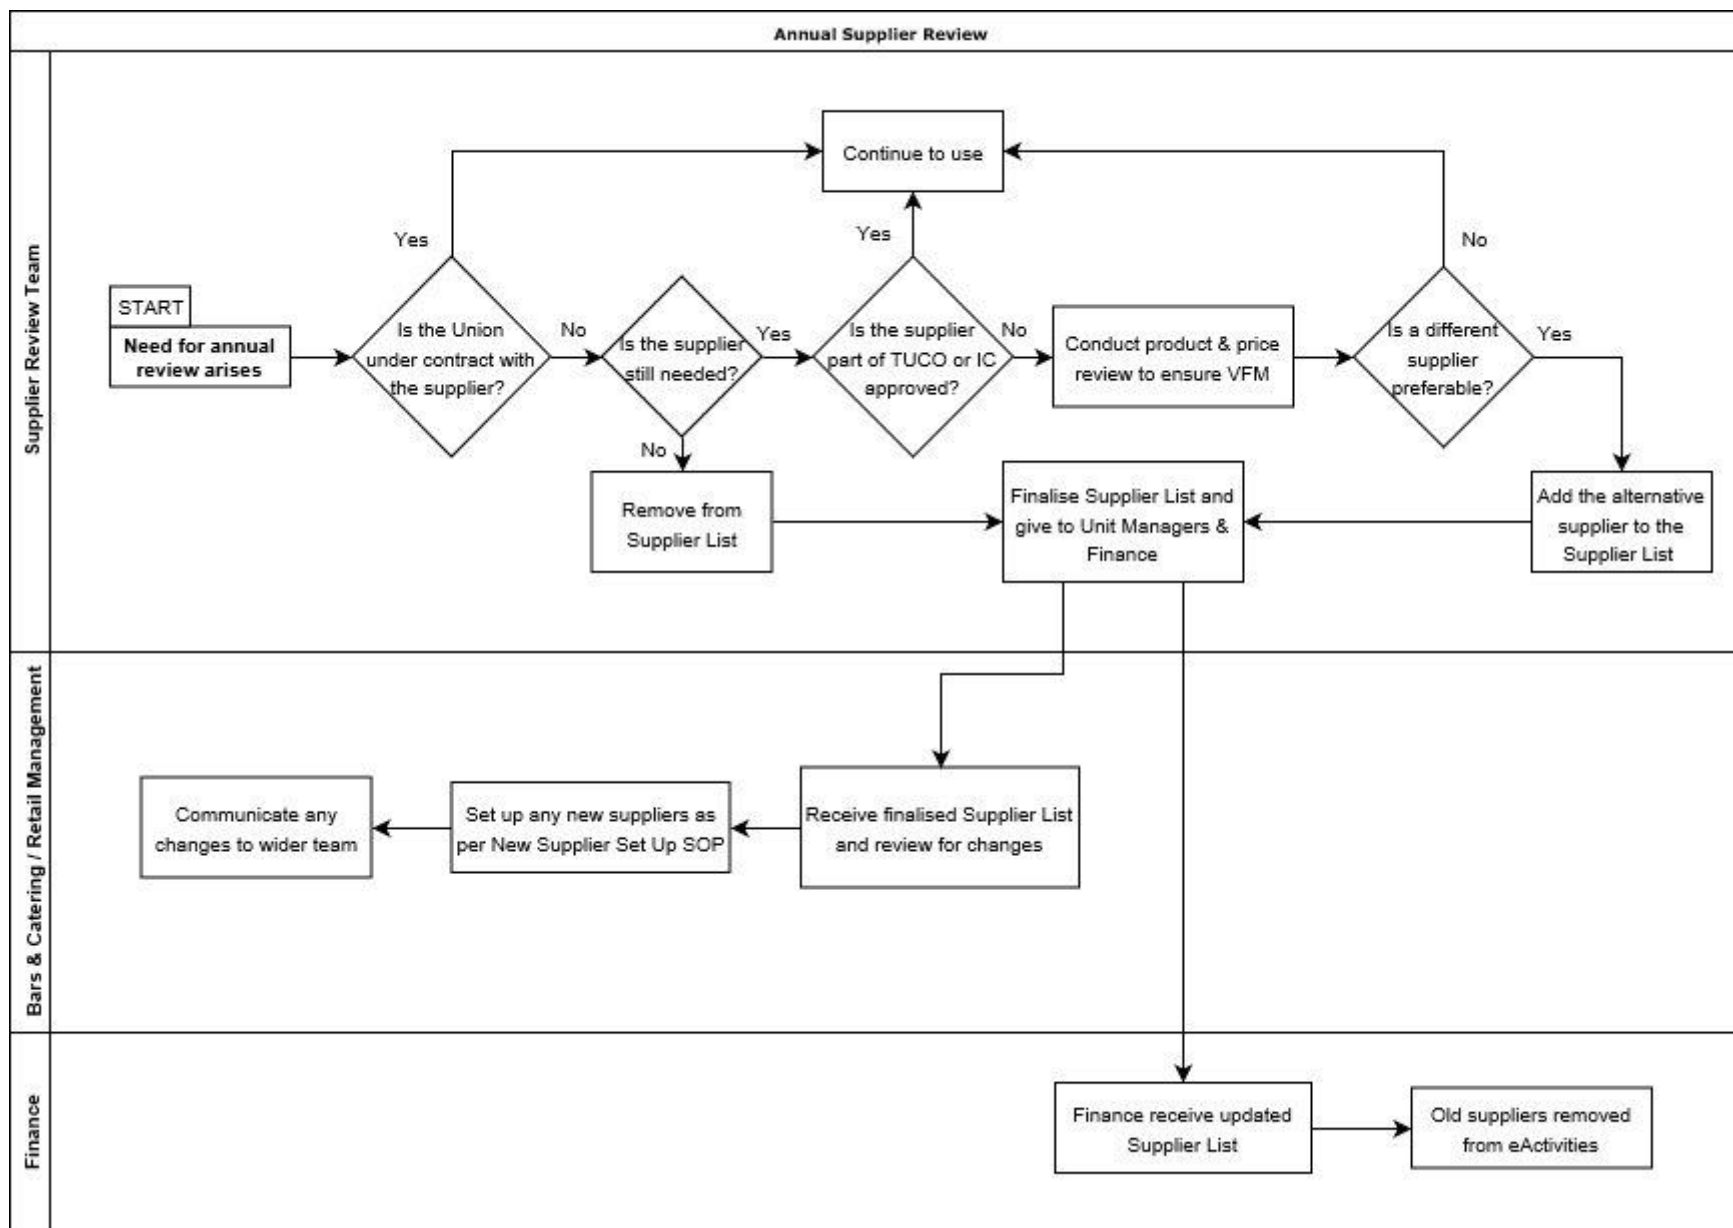 Annual Supplier Review
Supplier Review Team
Continue to use
Yes
Yes
No
START
Need for annual
review arises
Is the Union
under contract with
the supplier?
No
Is the supplier
still needed?
Yes
Is the supplier
part of TUCO or IC
approved?
No
Conduct product & price
review to ensure VFM
Is a different
supplier
preferable?
Yes
No
Remove from
Supplier List
Finalise Supplier List and
give to Unit Managers &
Finance
Add the alternative
supplier to the
Supplier List
Bars & Catering / Retail Management
Communicate any
changes to wider team
Set up any new suppliers as
per New Supplier Set Up SOP
Receive finalised Supplier List
and review for changes
Finance
Finance receive updated
Supplier List
Old suppliers removed
from eActivities